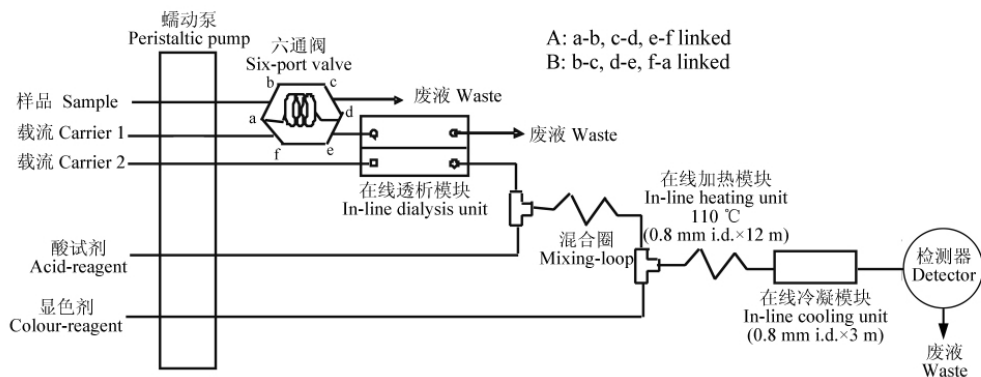 蠕动泵
Peristaltic pump
六通阀
Six-port valve
A: a-b, c-d, e-f linked
B: b-c, d-e, f-a linked
b
c
样品 Sample
废液 Waste
a
d
载流 Carrier 1
废液 Waste
f
e
载流 Carrier 2
在线透析模块
In-line dialysis unit
在线加热模块
In-line heating unit
110 ℃
(0.8 mm i.d.×12 m)
混合圈
Mixing-loop
酸试剂
Acid-reagent
检测器
Detector
显色剂
Colour-reagent
在线冷凝模块
In-line cooling unit
(0.8 mm i.d.×3 m)
废液
Waste